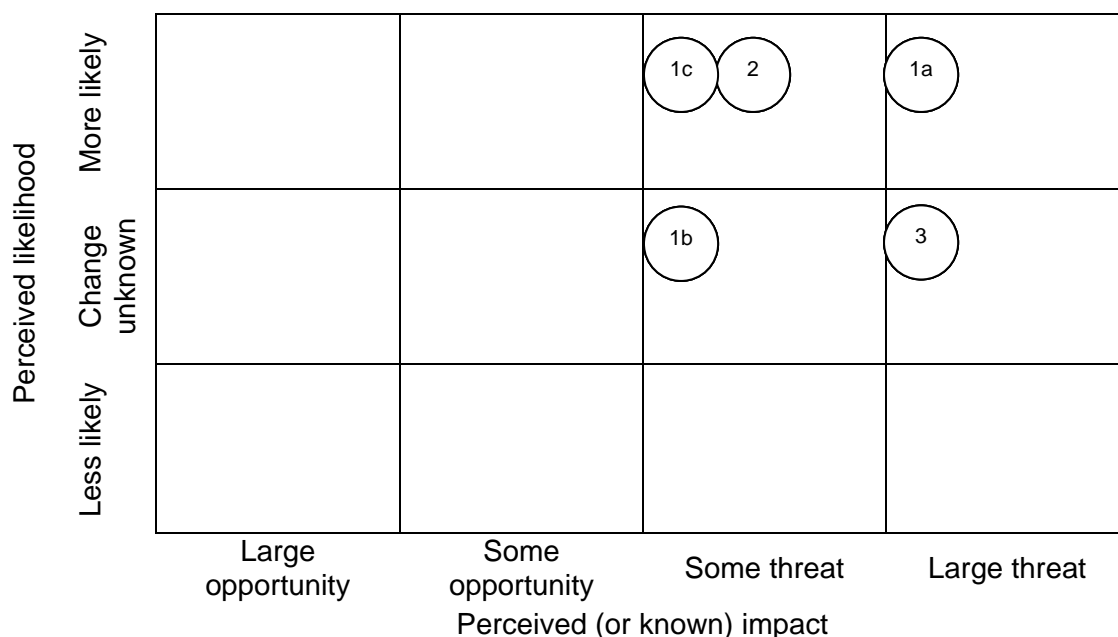 Perceived likelihood
More likely
1c
2
1a
Change
unknown
1b
3
Less likely
Large
opportunity
Some
opportunity
Some threat
Large threat
Perceived (or known) impact